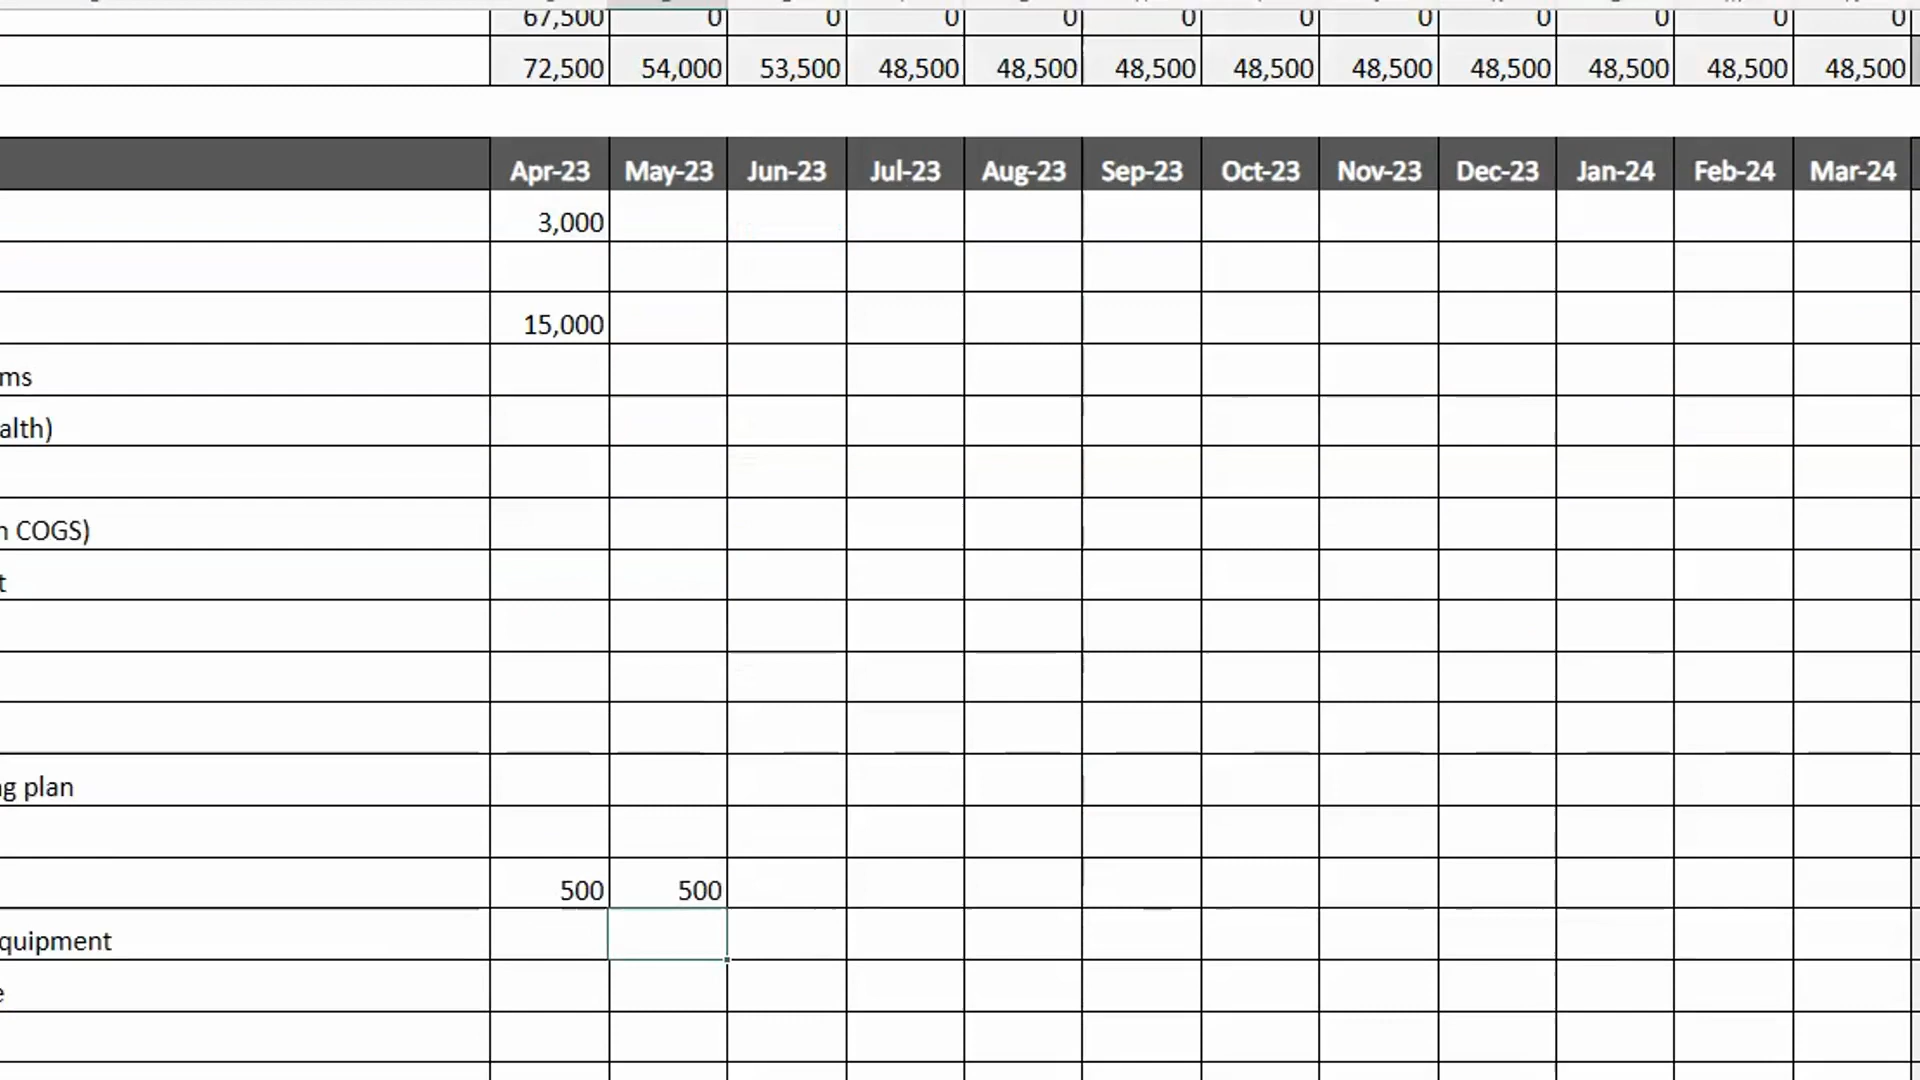 67,500 0 0 0 0 0 0 0 0 0 0 0
72,500 54,000 53,500 48,500 48,500 48,500 48,500 48,500 48,500 48,500 48,500 48,500
Apr-23 May-23 Jun-23 Jul-23 Aug-23 Sep-23 Oct-23 Nov-23 Dec-23 Jan-24 Feb-24 Mar-24
3,000
15,000
ms
alth)
n COGS)
t
g plan
500 500
quipment
e